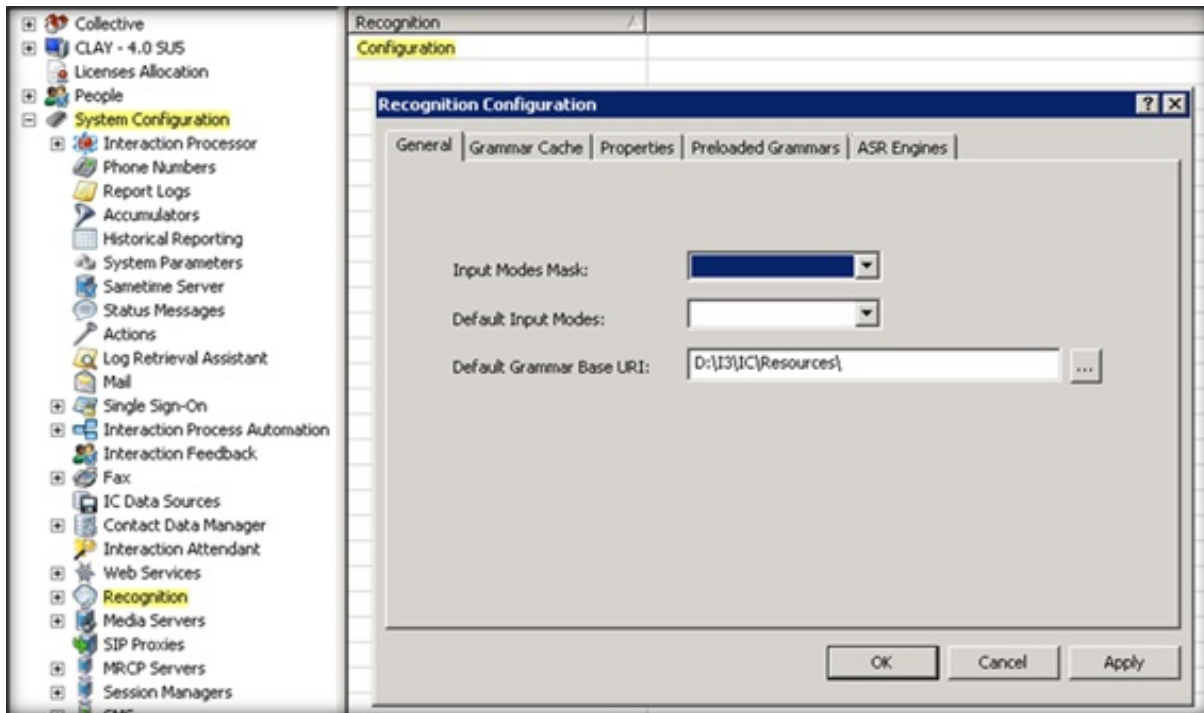 Collective
CLAY - 4.0 SU5
Licenses Allocation
People
System Configuration
Interaction Processor
Phone Numbers
Report Logs
Accumulators
Historical Reporting
System Parameters
Sametime Server
Status Messages
Actions
Log Retrieval Assistant
Mail
Single Sign-On
Interaction Process Automation
Interaction Feedback
Fax
IC Data Sources
Contact Data Manager
Interaction Attendant
Web Services
Recognition
Media Servers
SIP Proxies
MRCP Servers
Session Managers
Recognition
Configuration
Recognition Configuration
General Grammar Cache Properties Preloaded Grammars ASR Engines
Input Modes Mask:
Default Input Modes:
Default Grammar Base URI: D:\I3\IC\Resources\ ...
OK Cancel Apply